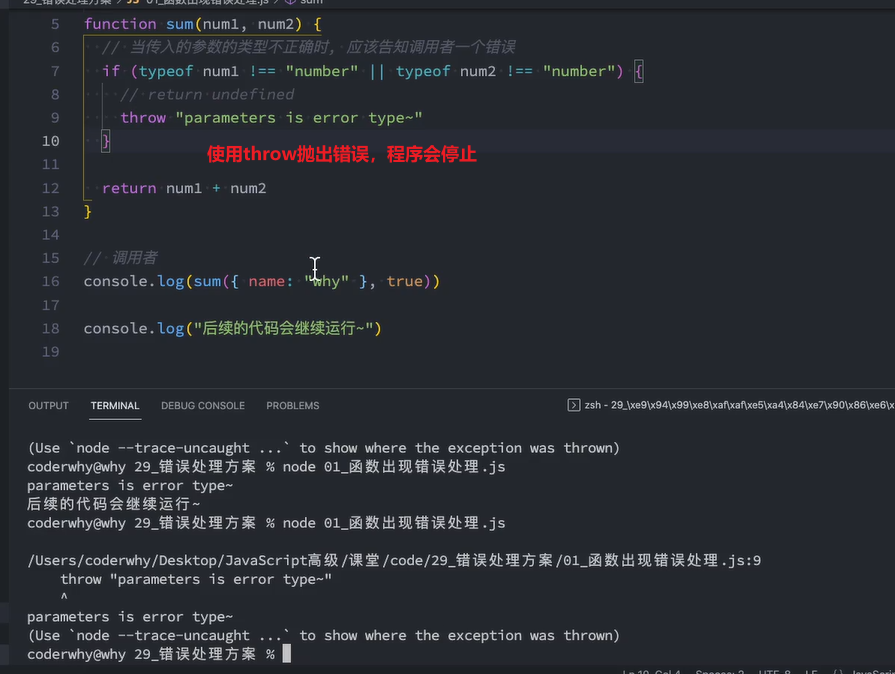 29_错误处理方案 > JS 01_函数出现错误处理.js > sum
5 function sum(num1, num2) {
6 // 当传入的参数的类型不正确时, 应该告知调用者一个错误
7 if (typeof num1 !== "number" || typeof num2 !== "number") {
8 // return undefined
9 throw "parameters is error type~"
10 }
使用throw抛出错误，程序会停止
11
12 return num1 + num2
13 }
14
15 // 调用者
16 console.log(sum({ name: "why" }, true))
17
18 console.log("后续的代码会继续运行~")
19
OUTPUT TERMINAL DEBUG CONSOLE PROBLEMS zsh - 29_\xe9\x94\x99\xe8\xaf\xaf\xe5\xa4\x84\xe7\x90\x86\xe6\x
(Use `node --trace-uncaught ...` to show where the exception was thrown)
coderwhy@why 29_错误处理方案 % node 01_函数出现错误处理.js
parameters is error type~
后续的代码会继续运行~
coderwhy@why 29_错误处理方案 % node 01_函数出现错误处理.js
/Users/coderwhy/Desktop/JavaScript高级/课堂/code/29_错误处理方案/01_函数出现错误处理.js:9
throw "parameters is error type~"
^
parameters is error type~
(Use `node --trace-uncaught ...` to show where the exception was thrown)
coderwhy@why 29_错误处理方案 %